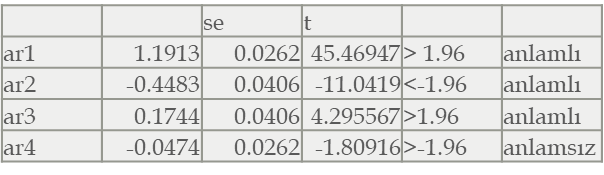 se t
ar1 1.1913 0.0262 45.46947 > 1.96 anlamlı
ar2 -0.4483 0.0406 -11.0419 <-1.96 anlamlı
ar3 0.1744 0.0406 4.295567 >1.96 anlamlı
ar4 -0.0474 0.0262 -1.80916 >-1.96 anlamsız